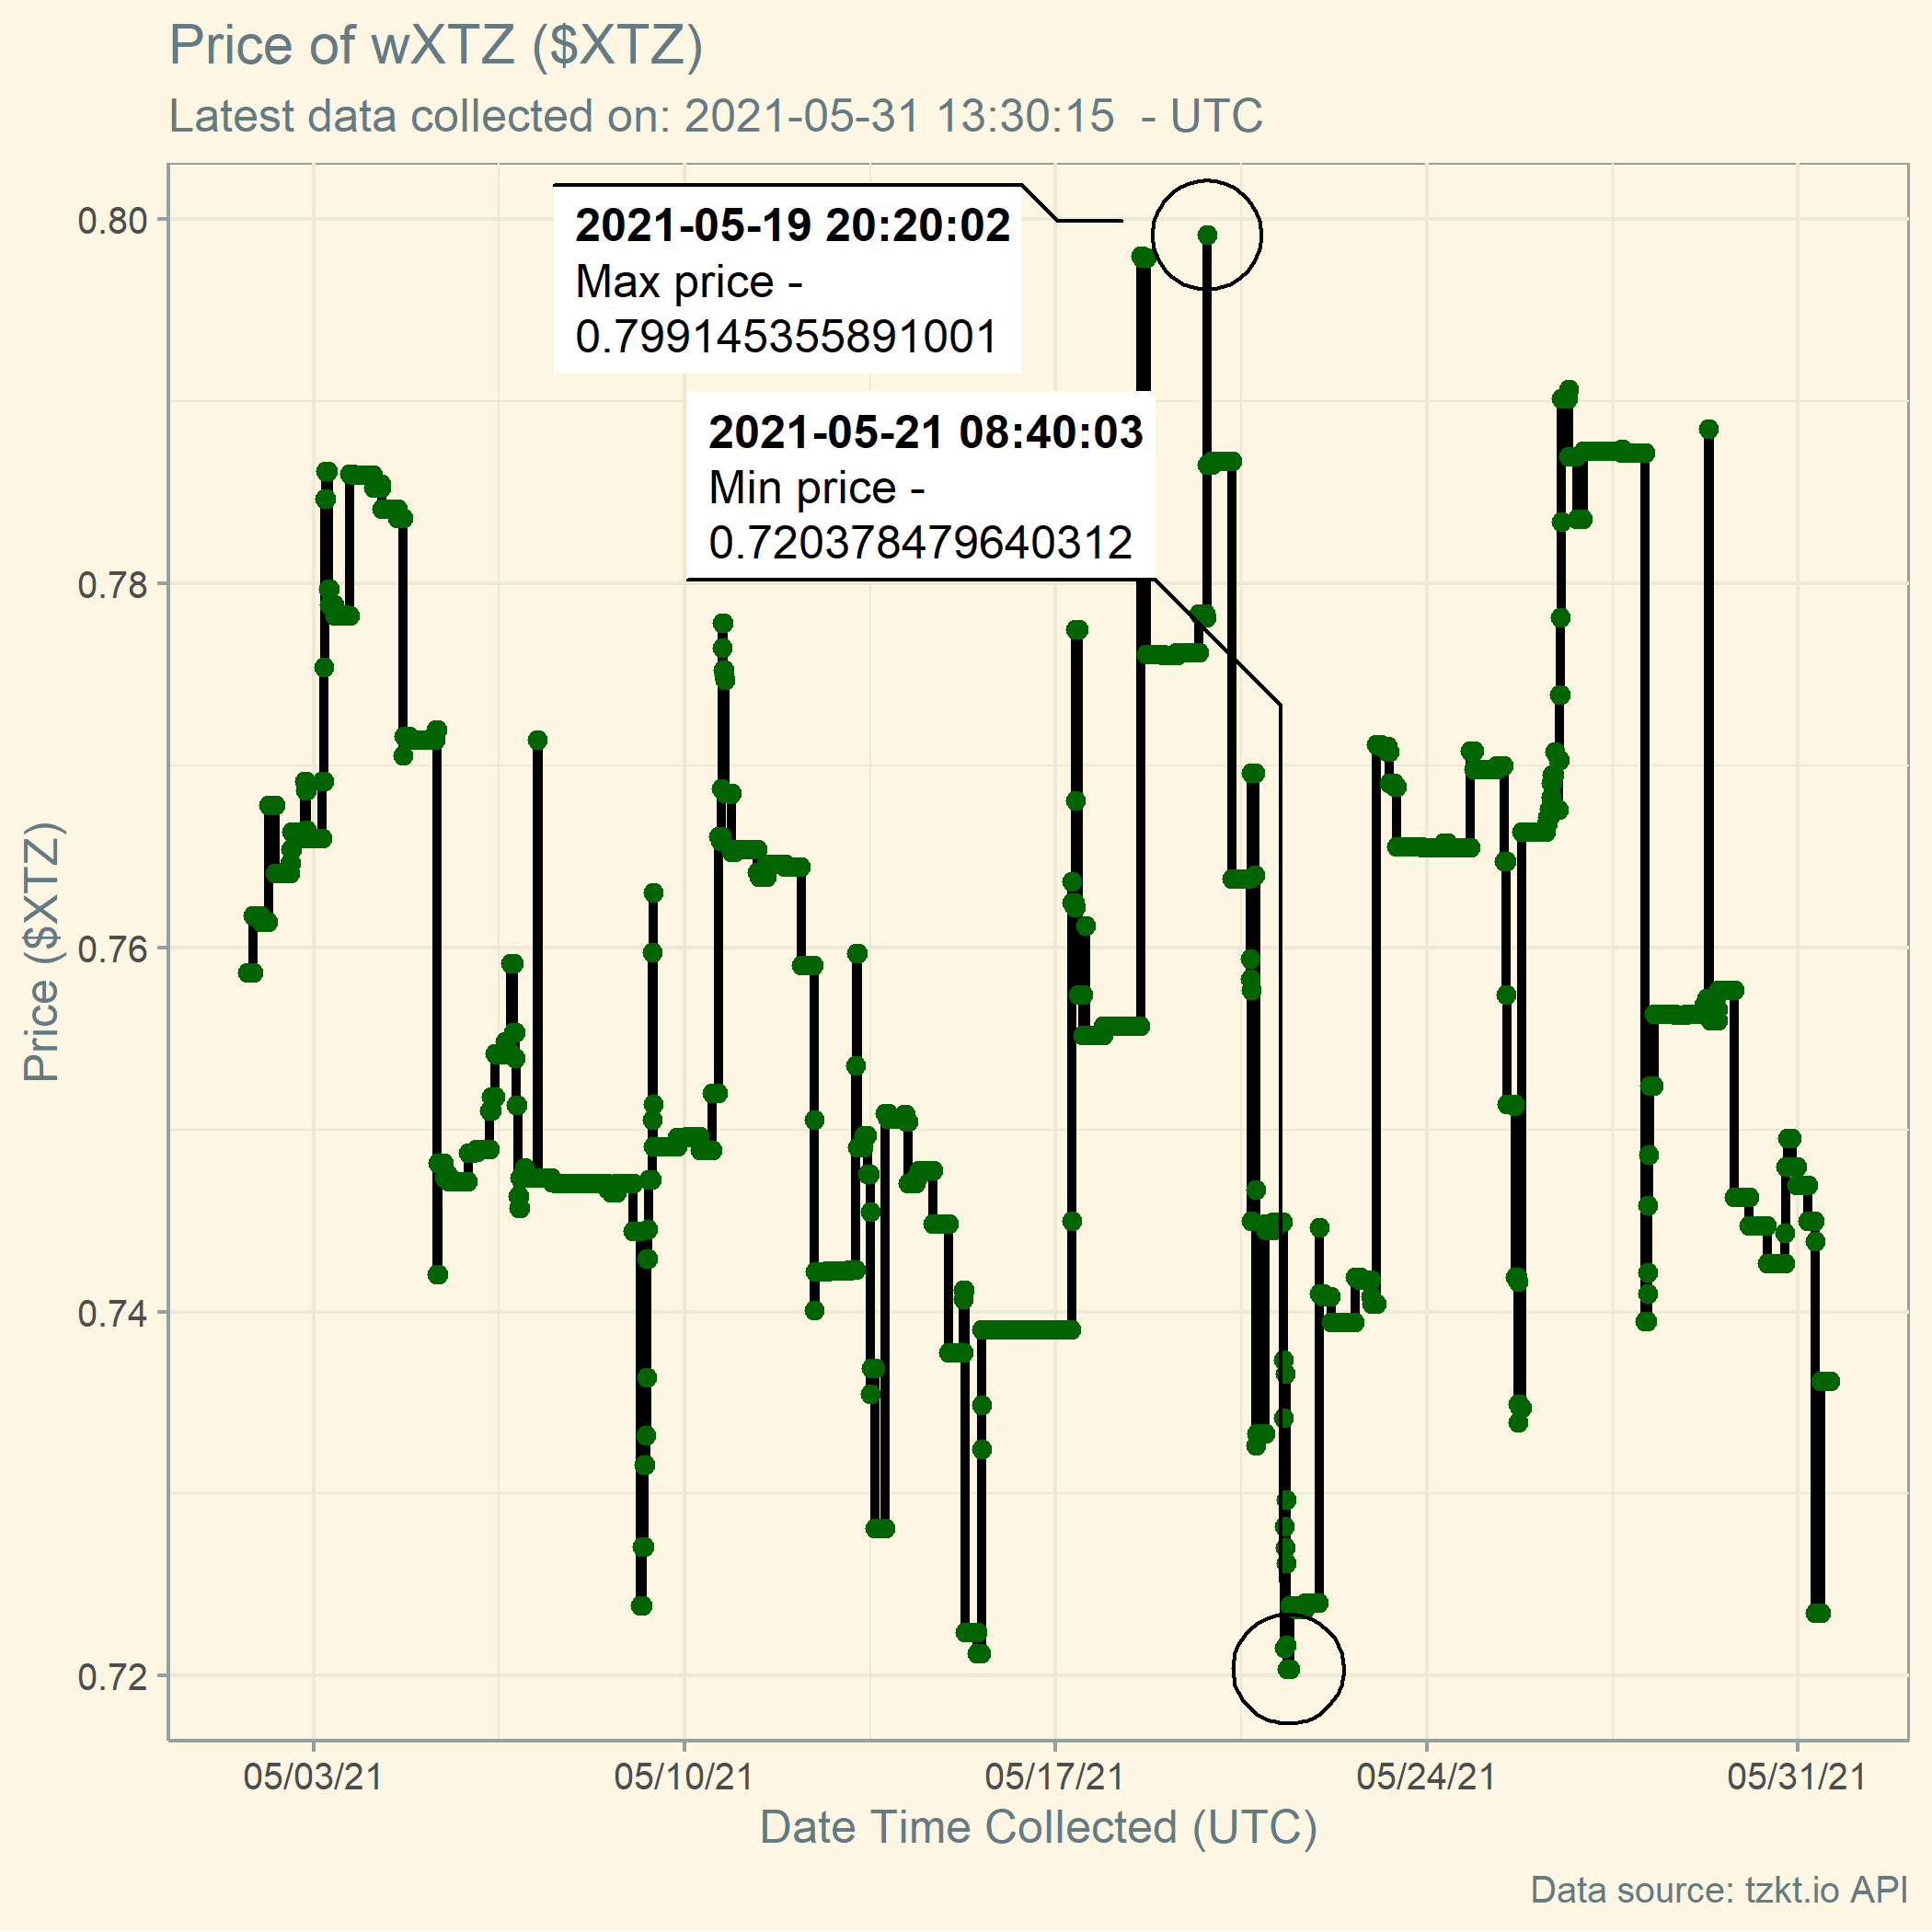 Price of wXTZ ($XTZ)
Latest data collected on: 2021-05-31 13:30:15  - UTC
2021-05-19 20:20:02
Max price -
0.799145355891001
2021-05-21 08:40:03
Min price -
0.720378479640312
Price ($XTZ)
0.80
0.78
0.76
0.74
0.72
05/03/21
05/10/21
05/17/21
05/24/21
05/31/21
Date Time Collected (UTC)
Data source: tzkt.io API